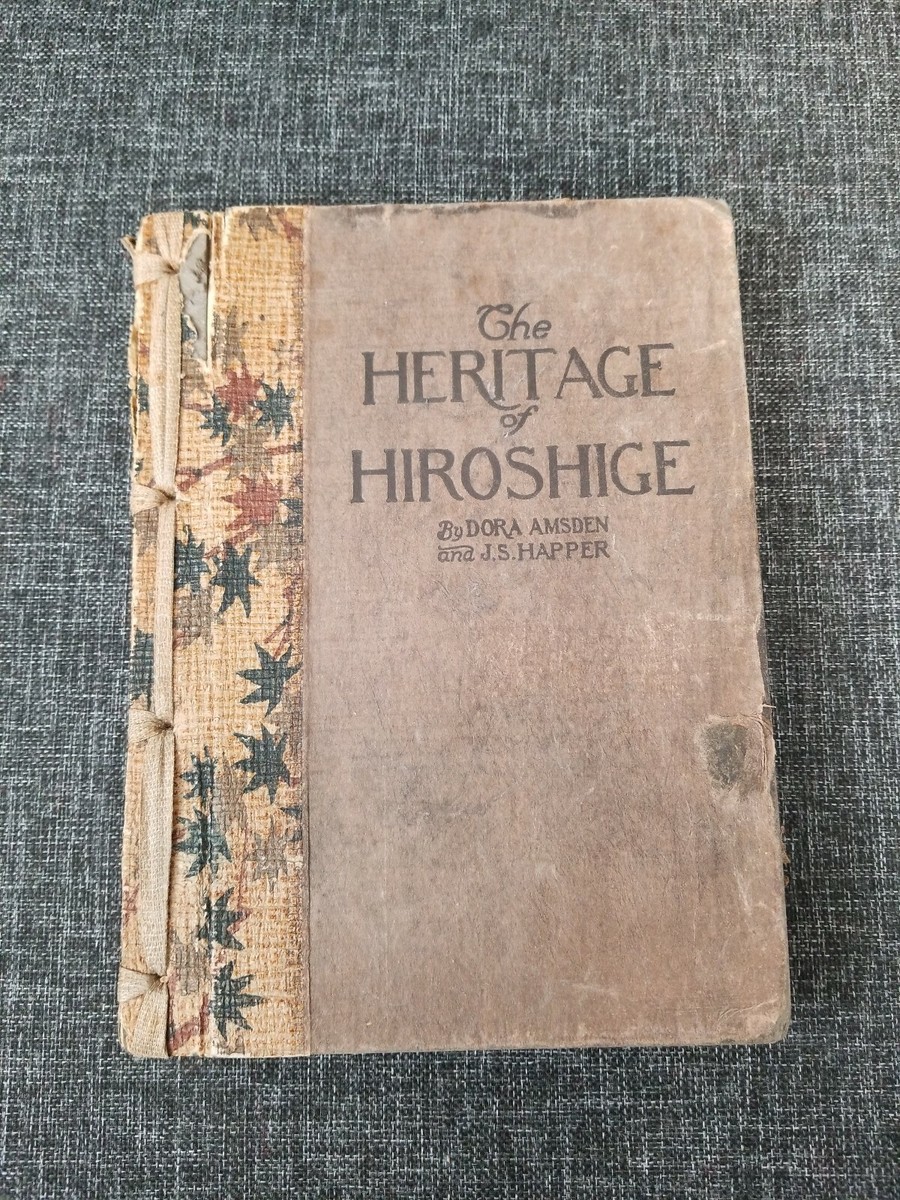 The
HERITAGE
of
HIROSHIGE
By DORA AMSDEN
and J.S. HAPPER